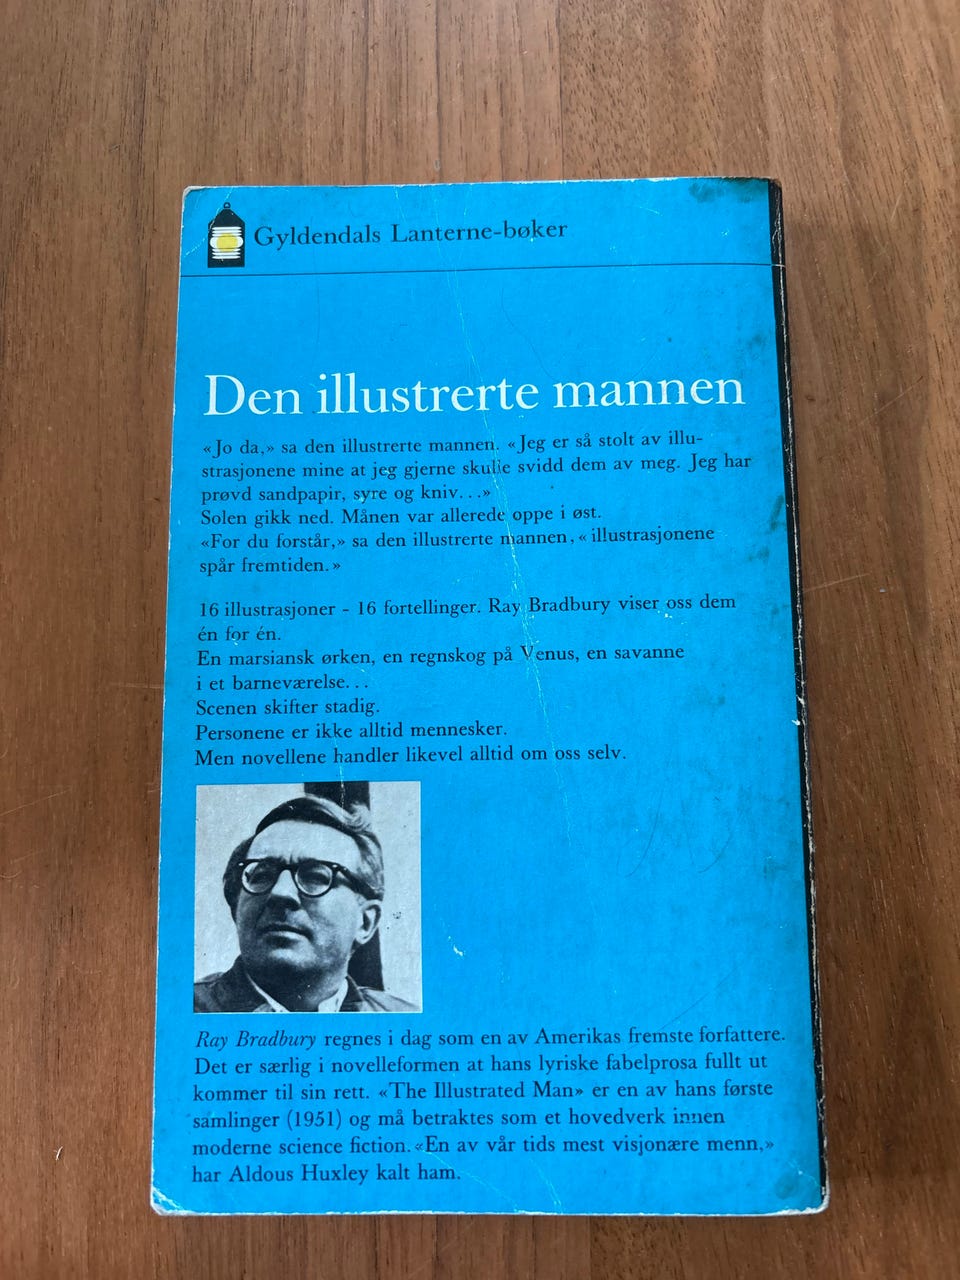 Gyldendals Lanterne-bøker
Den illustrerte mannen
«Jo da,» sa den illustrerte mannen. «Jeg er så stolt av illu-
strasjonene mine at jeg gjerne skulle svidd dem av meg. Jeg har
prøvd sandpapir, syre og kniv...»
Solen gikk ned. Månen var allerede oppe i øst.
«For du forstår,» sa den illustrerte mannen, «illustrasjonene
spår fremtiden.»
16 illustrasjoner - 16 fortellinger. Ray Bradbury viser oss dem
én for én.
En marsiansk ørken, en regnskog på Venus, en savanne
i et barneværelse...
Scenen skifter stadig.
Personene er ikke alltid mennesker.
Men novellene handler likevel alltid om oss selv.
Ray Bradbury regnes i dag som en av Amerikas fremste forfattere.
Det er særlig i novelleformen at hans lyriske fabelprosa fullt ut
kommer til sin rett. «The Illustrated Man» er en av hans første
samlinger (1951) og må betraktes som et hovedverk innen
moderne science fiction. «En av vår tids mest visjonære menn,»
har Aldous Huxley kalt ham.